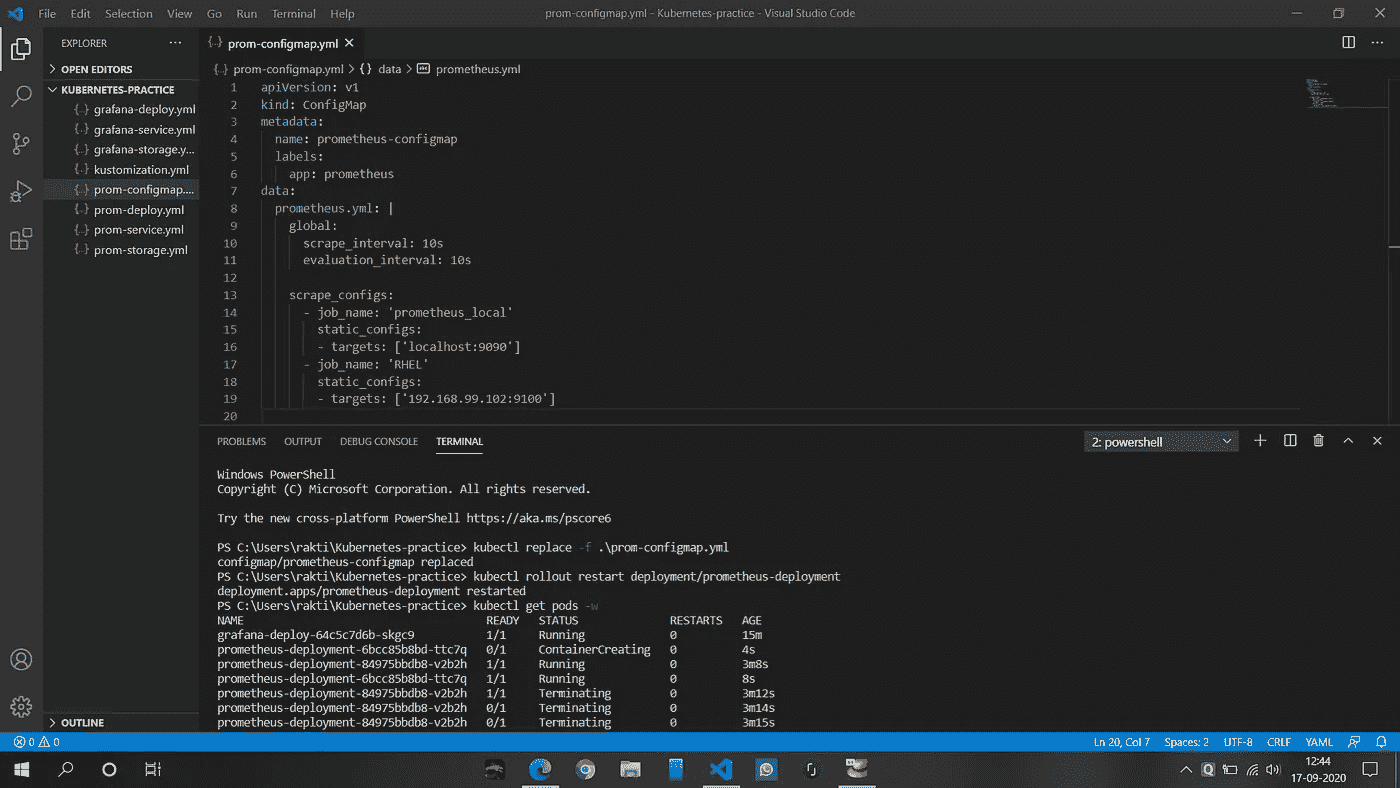 File Edit Selection View Go Run Terminal Help prom-configmap.yml - Kubernetes-practice - Visual Studio Code
EXPLORER
OPEN EDITORS
KUBERNETES-PRACTICE
grafana-deploy.yml
grafana-service.yml
grafana-storage.y...
kustomization.yml
prom-configmap....
prom-deploy.yml
prom-service.yml
prom-storage.yml
OUTLINE
prom-configmap.yml
prom-configmap.yml > {} data > prometheus.yml
1 apiVersion: v1
2 kind: ConfigMap
3 metadata:
4 name: prometheus-configmap
5 labels:
6 app: prometheus
7 data:
8 prometheus.yml: |
9 global:
10 scrape_interval: 10s
11 evaluation_interval: 10s
12
13 scrape_configs:
14 - job_name: 'prometheus_local'
15 static_configs:
16 - targets: ['localhost:9090']
17 - job_name: 'RHEL'
18 static_configs:
19 - targets: ['192.168.99.102:9100']
20
PROBLEMS OUTPUT DEBUG CONSOLE TERMINAL 2: powershell
Windows PowerShell
Copyright (C) Microsoft Corporation. All rights reserved.
Try the new cross-platform PowerShell https://aka.ms/pscore6
PS C:\Users\rakti\Kubernetes-practice> kubectl replace -f .\prom-configmap.yml
configmap/prometheus-configmap replaced
PS C:\Users\rakti\Kubernetes-practice> kubectl rollout restart deployment/prometheus-deployment
deployment.apps/prometheus-deployment restarted
PS C:\Users\rakti\Kubernetes-practice> kubectl get pods -w
NAME READY STATUS RESTARTS AGE
grafana-deploy-64c5c7d6b-skgc9 1/1 Running 0 15m
prometheus-deployment-6bcc85b8bd-ttc7q 0/1 ContainerCreating 0 4s
prometheus-deployment-84975bbdb8-v2b2h 1/1 Running 0 3m8s
prometheus-deployment-6bcc85b8bd-ttc7q 1/1 Running 0 8s
prometheus-deployment-84975bbdb8-v2b2h 1/1 Terminating 0 3m12s
prometheus-deployment-84975bbdb8-v2b2h 0/1 Terminating 0 3m14s
prometheus-deployment-84975bbdb8-v2b2h 0/1 Terminating 0 3m15s
0 0 Ln 20, Col 7 Spaces: 2 UTF-8 CRLF YAML
12:44
17-09-2020